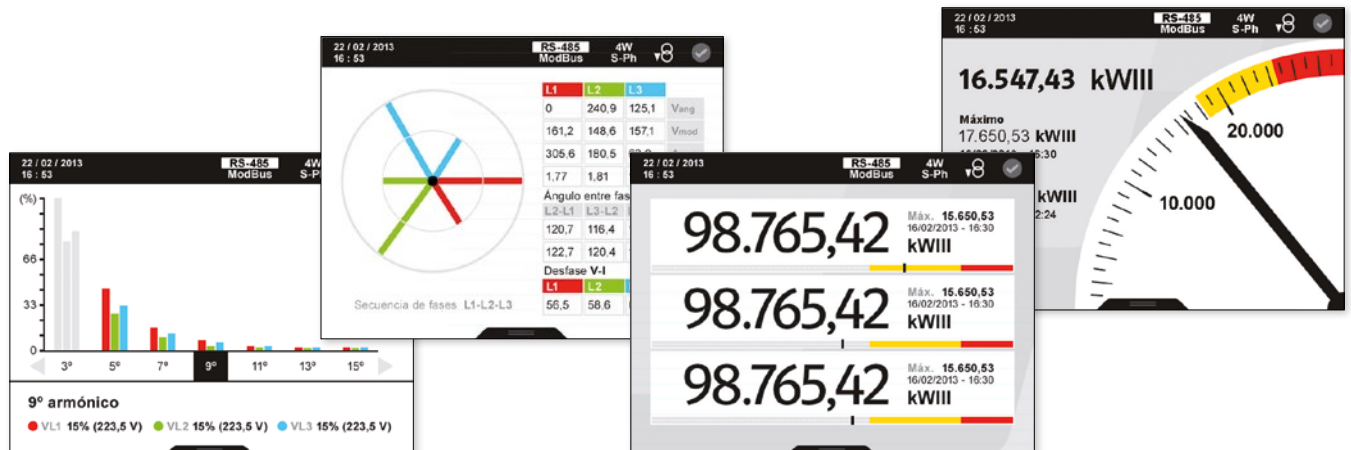 22 / 02 / 2013
16 : 53
RS-485
ModBus
4W
(%)
66
33
0
3º 5º 7º 9º 11º 13º 15º
9º armónico
VL1 15% (223,5 V) VL2 15% (223,5 V) VL3 15% (223,5 V)
22 / 02 / 2013
16 : 53
RS-485
ModBus
4W
S-Ph
L1 L2 L3
0 240,9 125,1 Vang
161,2 148,6 157,1 Vmod
305,6 180,5
1,77 1,81
Ángulo entre
L2-L1 L3-L2
120,7 116,4
122,7 120,4
Desfase V-I
L1 L2
56,5 58,6
Secuencia de fases L1-L2-L3
22 / 02 / 2013
16 : 53
RS-485
ModBus
4W
S-Ph
98.765,42
Máx. 15.650,53
16/02/2013 - 16:30
kWIII
98.765,42
Máx. 15.650,53
16/02/2013 - 16:30
kWIII
98.765,42
Máx. 15.650,53
16/02/2013 - 16:30
kWIII
22 / 02 / 2013
16 : 53
RS-485
ModBus
4W
S-Ph
16.547,43 kWIII
Máximo
17.650,53 kWIII
kWIII
20.000
10.000